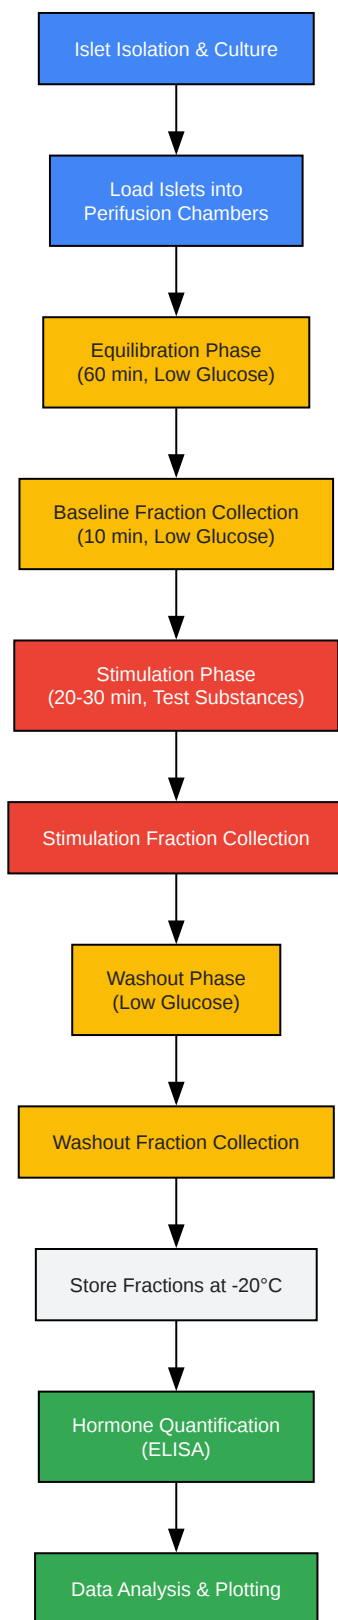 Islet Isolation & Culture
Load Islets into
Perifusion Chambers
Equilibration Phase
(60 min, Low Glucose)
Baseline Fraction Collection
(10 min, Low Glucose)
Stimulation Phase
(20-30 min, Test Substances)
Stimulation Fraction Collection
Washout Phase
(Low Glucose)
Washout Fraction Collection
Store Fractions at -20°C
Hormone Quantification
(ELISA)
Data Analysis & Plotting